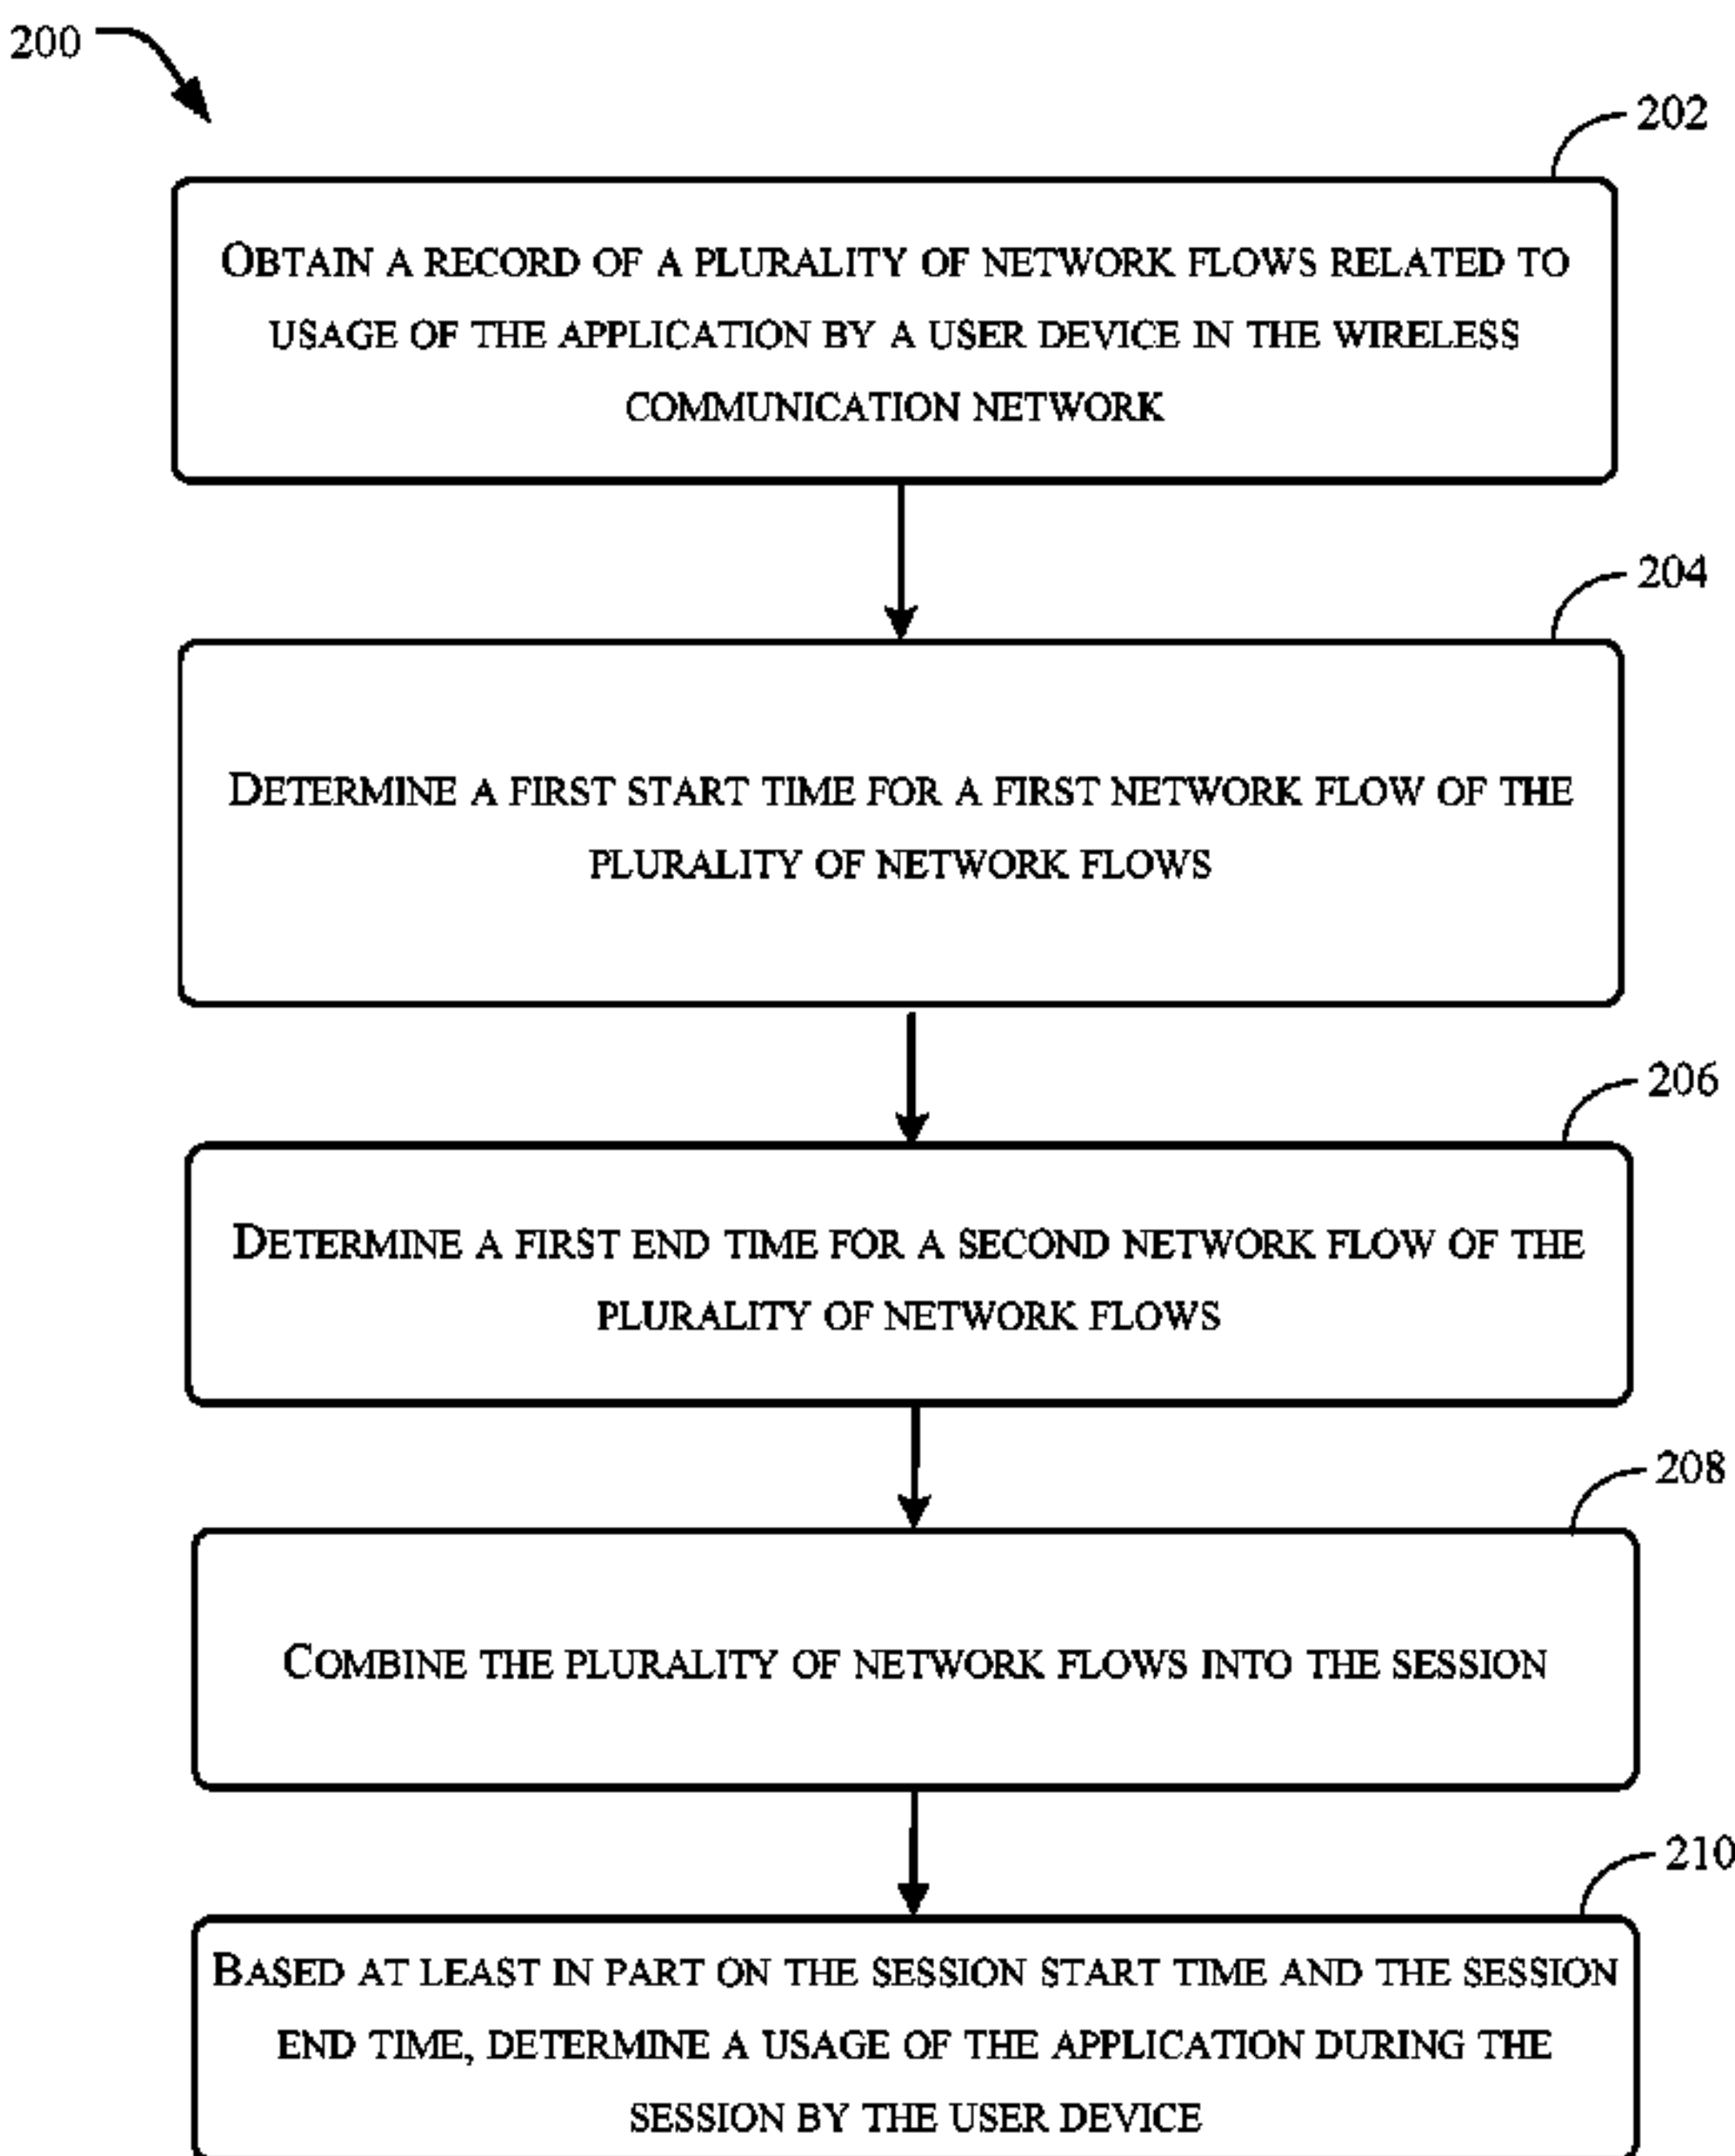 200
202
OBTAIN A RECORD OF A PLURALITY OF NETWORK FLOWS RELATED TO
USAGE OF THE APPLICATION BY A USER DEVICE IN THE WIRELESS
COMMUNICATION NETWORK
204
DETERMINE A FIRST START TIME FOR A FIRST NETWORK FLOW OF THE
PLURALITY OF NETWORK FLOWS
206
DETERMINE A FIRST END TIME FOR A SECOND NETWORK FLOW OF THE
PLURALITY OF NETWORK FLOWS
208
COMBINE THE PLURALITY OF NETWORK FLOWS INTO THE SESSION
210
BASED AT LEAST IN PART ON THE SESSION START TIME AND THE SESSION
END TIME, DETERMINE A USAGE OF THE APPLICATION DURING THE
SESSION BY THE USER DEVICE